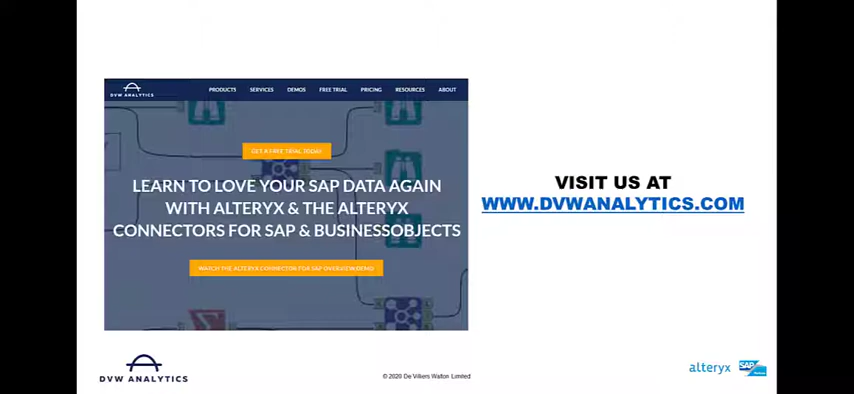 DVW ANALYTICS
PRODUCTS SERVICES DEMOS FREE TRIAL PRICING RESOURCES ABOUT
GET A FREE TRIAL TODAY
LEARN TO LOVE YOUR SAP DATA AGAIN
WITH ALTERYX & THE ALTERYX
CONNECTORS FOR SAP & BUSINESSOBJECTS
WATCH THE ALTERYX CONNECTOR FOR SAP OVERVIEW DEMO
VISIT US AT
WWW.DVWANALYTICS.COM
DVW ANALYTICS
© 2020 De Villiers Walton Limited
alteryx
SAP